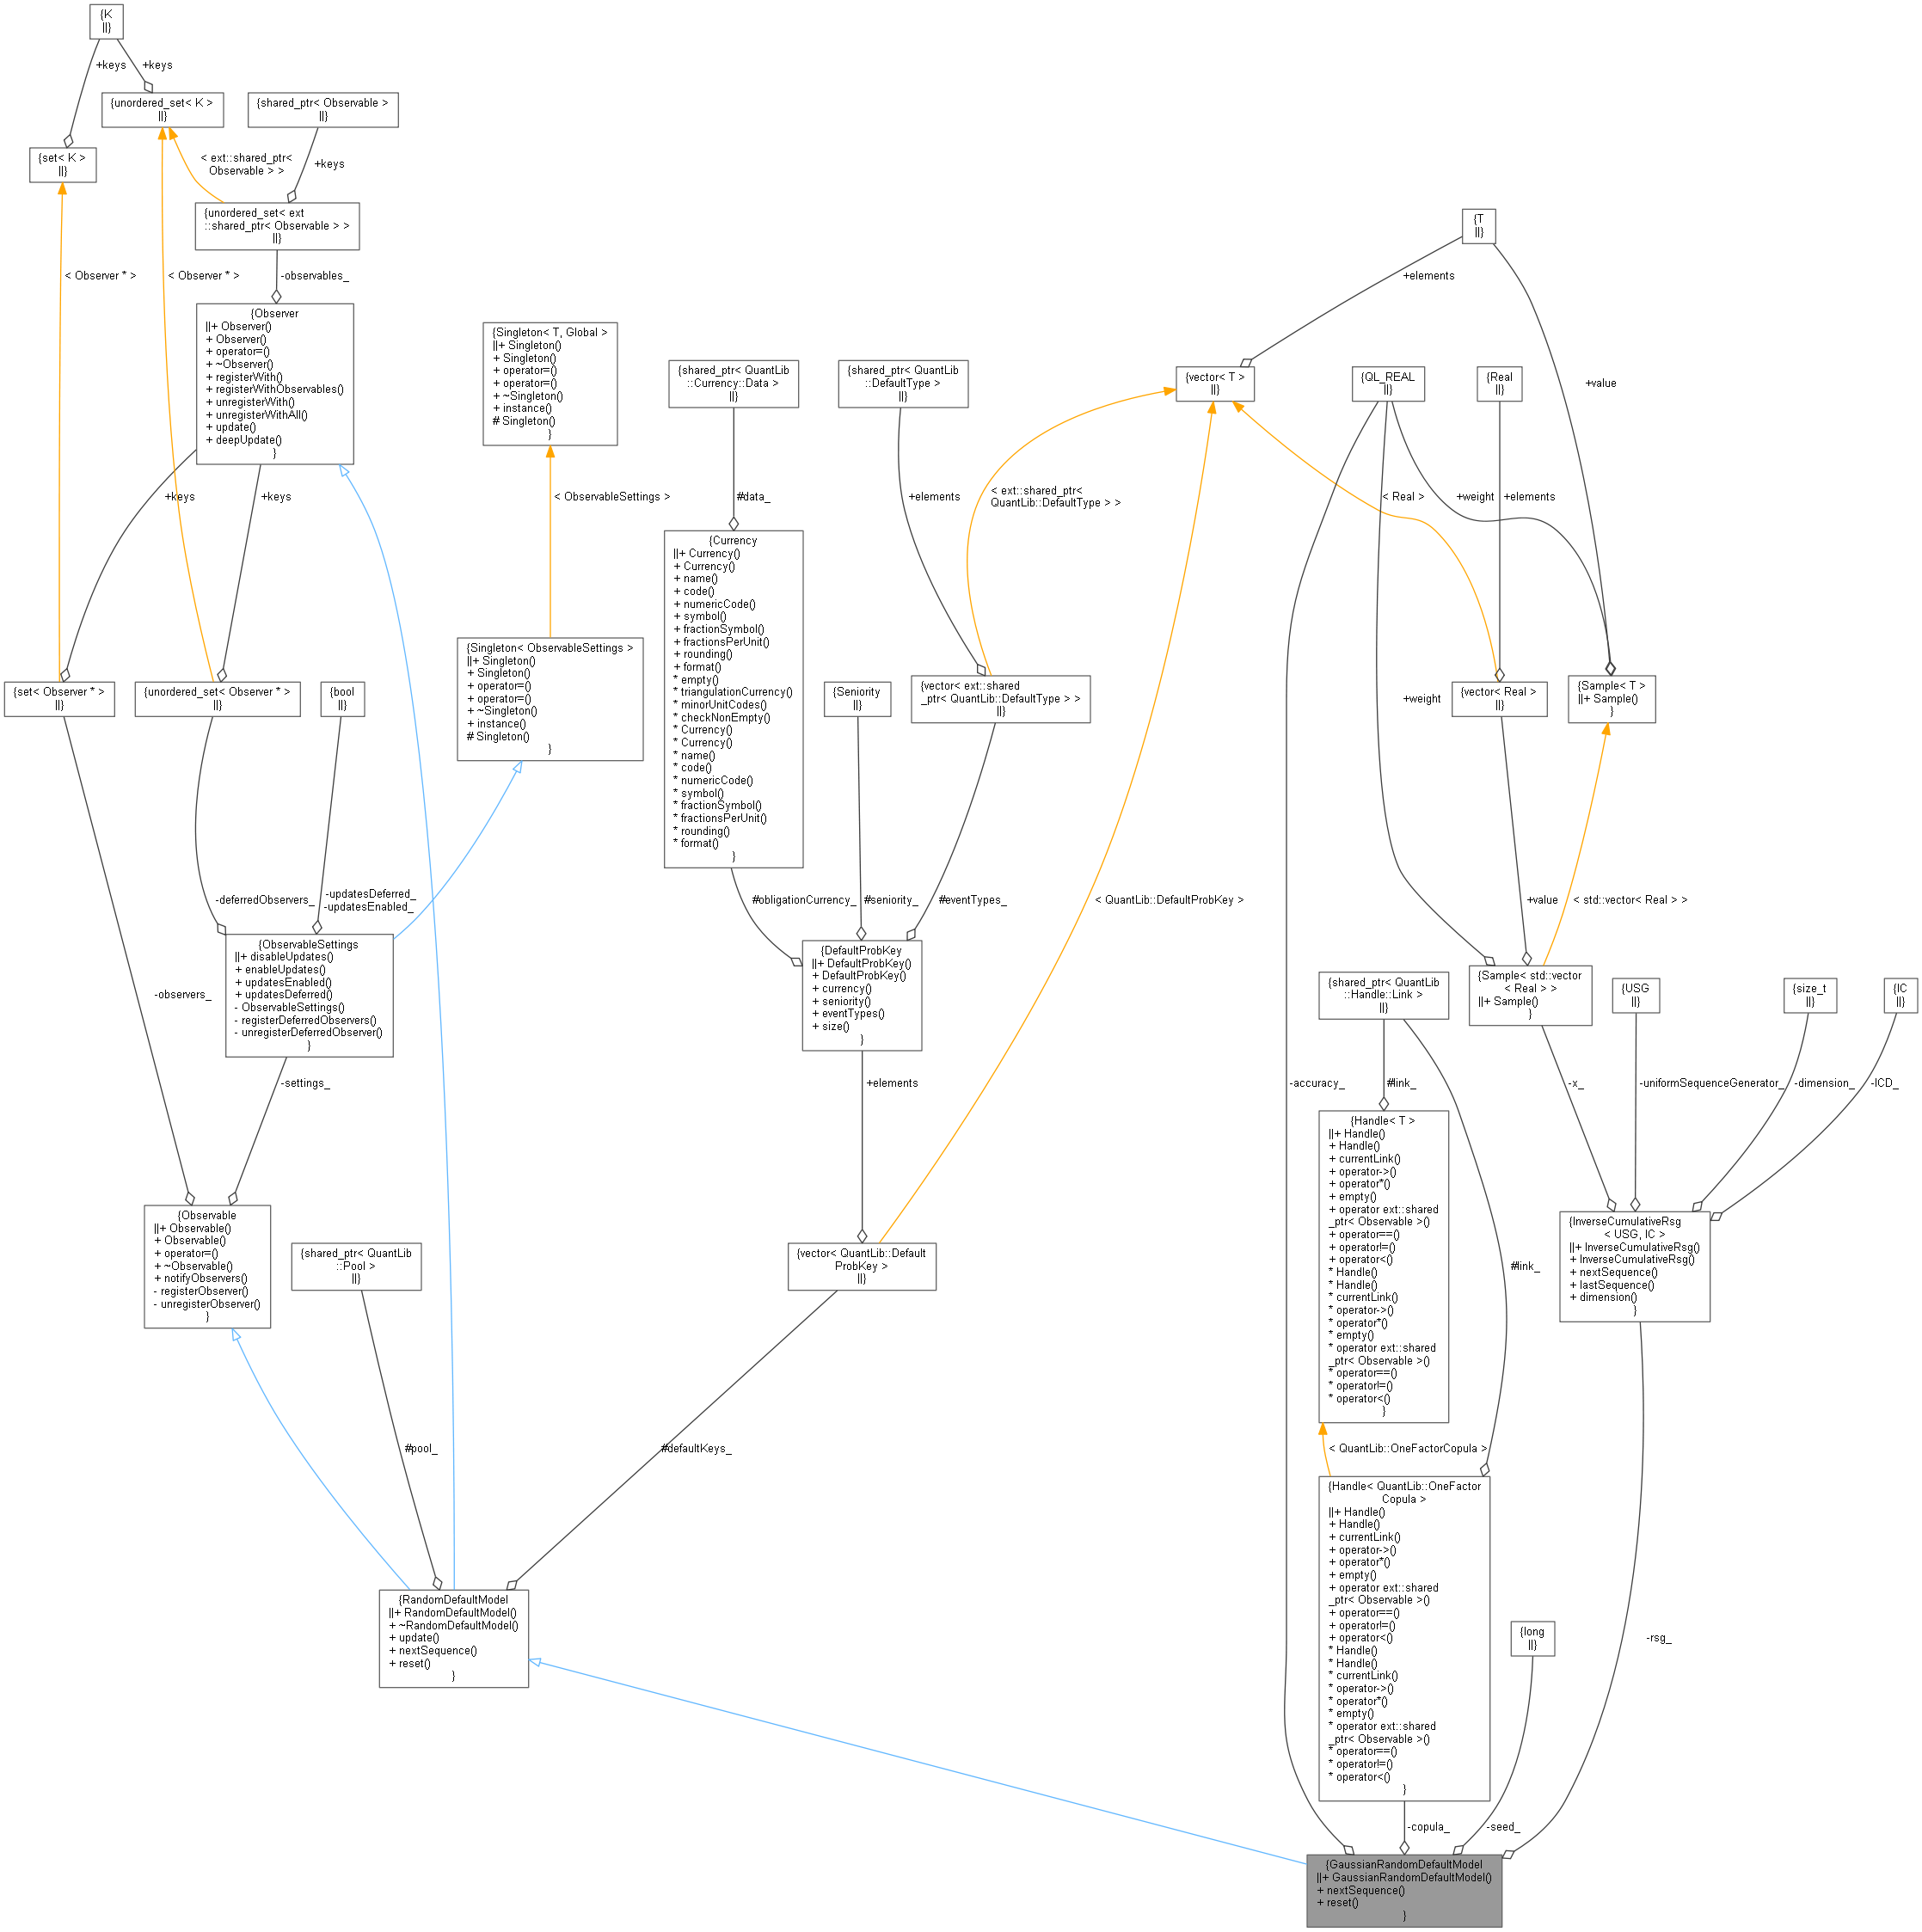 {K
||}
+keys
+keys
{unordered_set< K >
||}
{shared_ptr< Observable >
||}
{set< K >
||}
< ext::shared_ptr<
Observable > >
+keys
{unordered_set< ext
::shared_ptr< Observable > >
||}
{T
||}
< Observer * >
< Observer * >
-observables_
+elements
{Observer
||+ Observer()
+ Observer()
+ operator=()
+ ~Observer()
+ registerWith()
+ registerWithObservables()
+ unregisterWith()
+ unregisterWithAll()
+ update()
+ deepUpdate()
}
{Singleton< T, Global >
||+ Singleton()
+ Singleton()
+ operator=()
+ operator=()
+ ~Singleton()
+ instance()
# Singleton()
}
{shared_ptr< QuantLib
::Currency::Data >
||}
{shared_ptr< QuantLib
::DefaultType >
||}
{vector< T >
||}
{QL_REAL
||}
{Real
||}
+value
+keys
+keys
< ObservableSettings >
#data_
+elements
< ext::shared_ptr<
QuantLib::DefaultType > >
< Real >
+weight
+elements
{Currency
||+ Currency()
+ Currency()
+ name()
+ code()
+ numericCode()
+ symbol()
+ fractionSymbol()
+ fractionsPerUnit()
+ rounding()
+ format()
* empty()
* triangulationCurrency()
* minorUnitCodes()
* checkNonEmpty()
* Currency()
* Currency()
* name()
* code()
* numericCode()
* symbol()
* fractionSymbol()
* fractionsPerUnit()
* rounding()
* format()
}
{set< Observer * >
||}
{unordered_set< Observer * >
||}
{bool
||}
{Singleton< ObservableSettings >
||+ Singleton()
+ Singleton()
+ operator=()
+ operator=()
+ ~Singleton()
+ instance()
# Singleton()
}
{Seniority
||}
{vector< ext::shared
_ptr< QuantLib::DefaultType > >
||}
+weight
{vector< Real >
||}
{Sample< T >
||+ Sample()
}
-deferredObservers_
-updatesDeferred_
-updatesEnabled_
#obligationCurrency_
#seniority_
#eventTypes_
< QuantLib::DefaultProbKey >
+value
< std::vector< Real > >
-observers_
{ObservableSettings
||+ disableUpdates()
+ enableUpdates()
+ updatesEnabled()
+ updatesDeferred()
- ObservableSettings()
- registerDeferredObservers()
- unregisterDeferredObserver()
}
{DefaultProbKey
||+ DefaultProbKey()
+ DefaultProbKey()
+ currency()
+ seniority()
+ eventTypes()
+ size()
}
{shared_ptr< QuantLib
::Handle::Link >
||}
{Sample< std::vector
< Real > >
||+ Sample()
}
{USG
||}
{size_t
||}
{IC
||}
-settings_
+elements
-accuracy_
#link_
-x_
-uniformSequenceGenerator_
-dimension_
-ICD_
{Handle< T >
||+ Handle()
+ Handle()
+ currentLink()
+ operator->()
+ operator*()
+ empty()
+ operator ext::shared
_ptr< Observable >()
+ operator==()
+ operator!=()
+ operator<()
* Handle()
* Handle()
* currentLink()
* operator->()
* operator*()
* empty()
* operator ext::shared
_ptr< Observable >()
* operator==()
* operator!=()
* operator<()
}
{Observable
||+ Observable()
+ Observable()
+ operator=()
+ ~Observable()
+ notifyObservers()
- registerObserver()
- unregisterObserver()
}
{shared_ptr< QuantLib
::Pool >
||}
{vector< QuantLib::Default
ProbKey >
||}
#link_
{InverseCumulativeRsg
< USG, IC >
||+ InverseCumulativeRsg()
+ InverseCumulativeRsg()
+ nextSequence()
+ lastSequence()
+ dimension()
}
#pool_
#defaultKeys_
< QuantLib::OneFactorCopula >
{Handle< QuantLib::OneFactor
Copula >
||+ Handle()
+ Handle()
+ currentLink()
+ operator->()
+ operator*()
+ empty()
+ operator ext::shared
_ptr< Observable >()
+ operator==()
+ operator!=()
+ operator<()
* Handle()
* Handle()
* currentLink()
* operator->()
* operator*()
* empty()
* operator ext::shared
_ptr< Observable >()
* operator==()
* operator!=()
* operator<()
}
{RandomDefaultModel
||+ RandomDefaultModel()
+ ~RandomDefaultModel()
+ update()
+ nextSequence()
+ reset()
}
{long
||}
-rsg_
-copula_
-seed_
{GaussianRandomDefaultModel
||+ GaussianRandomDefaultModel()
+ nextSequence()
+ reset()
}